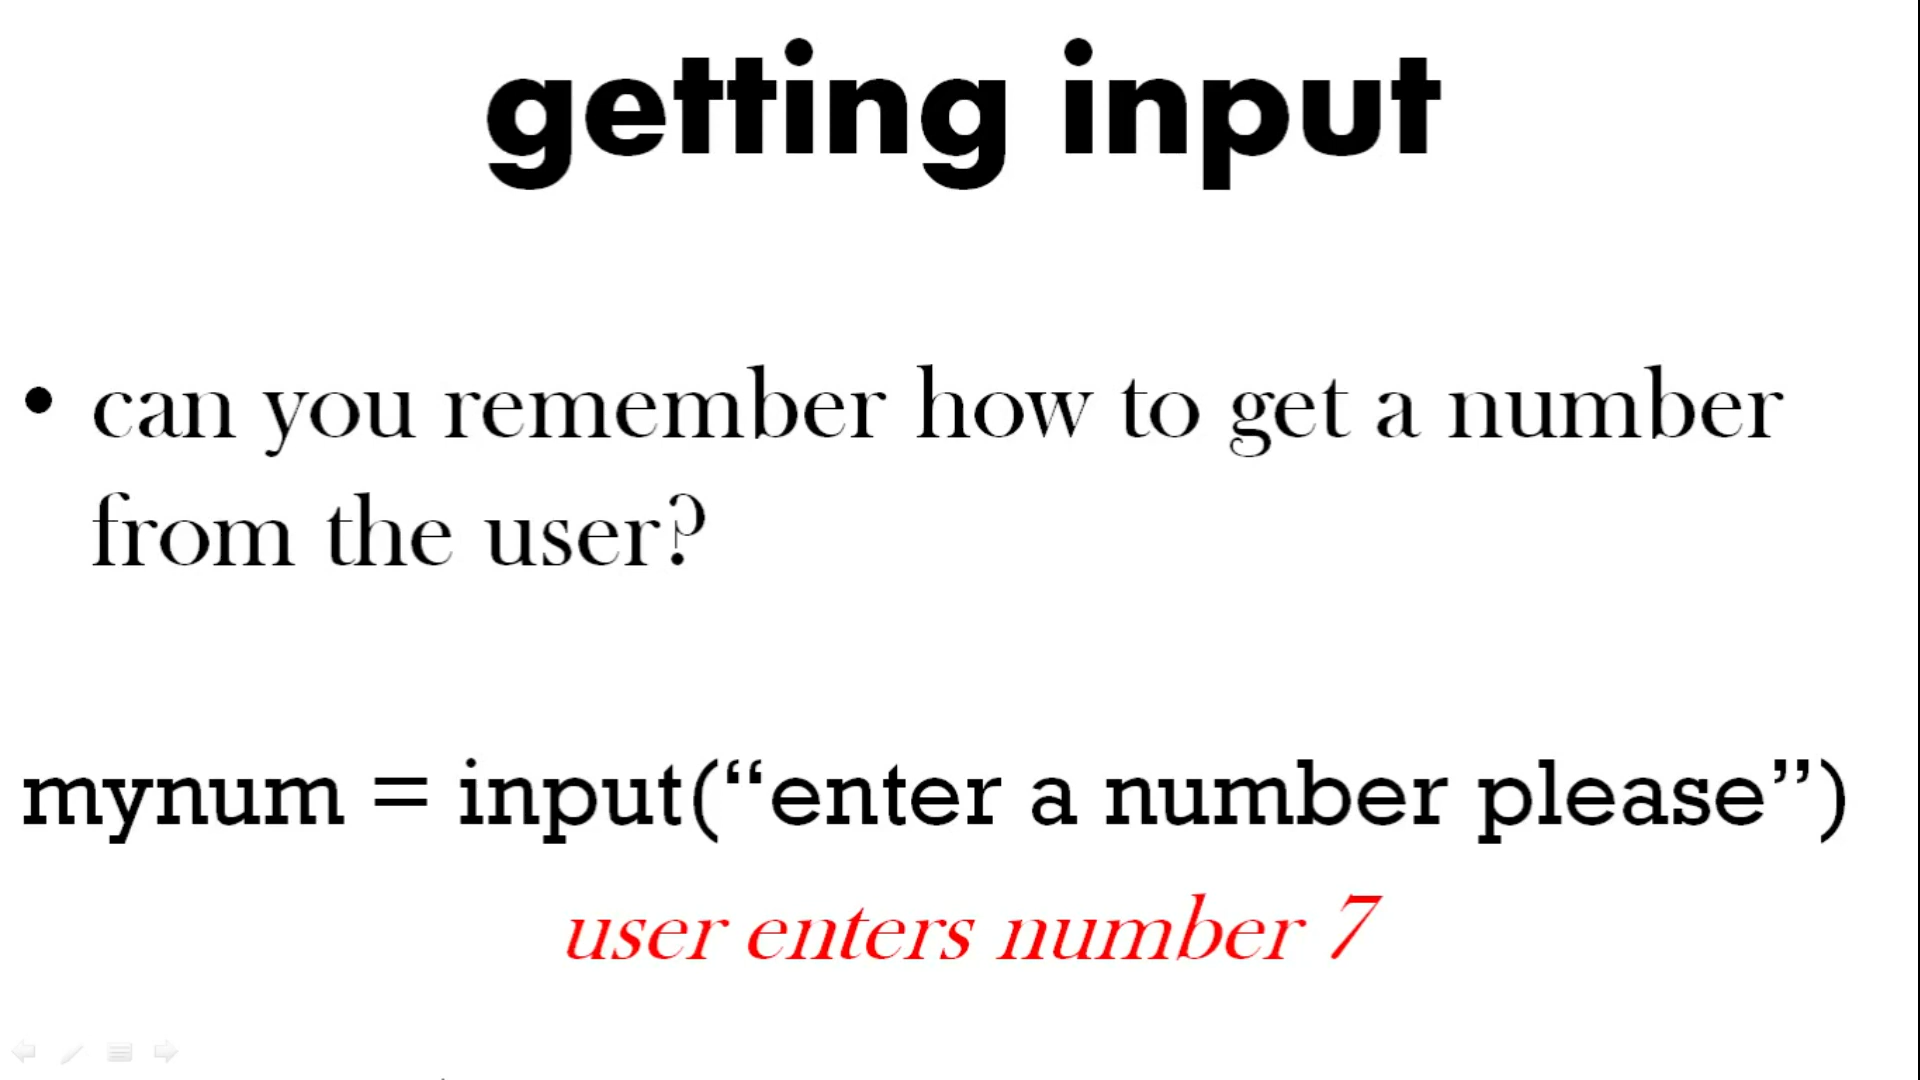 getting input
• can you remember how to get a number
from the user?
mynum = input(“enter a number please”)
user enters number 7